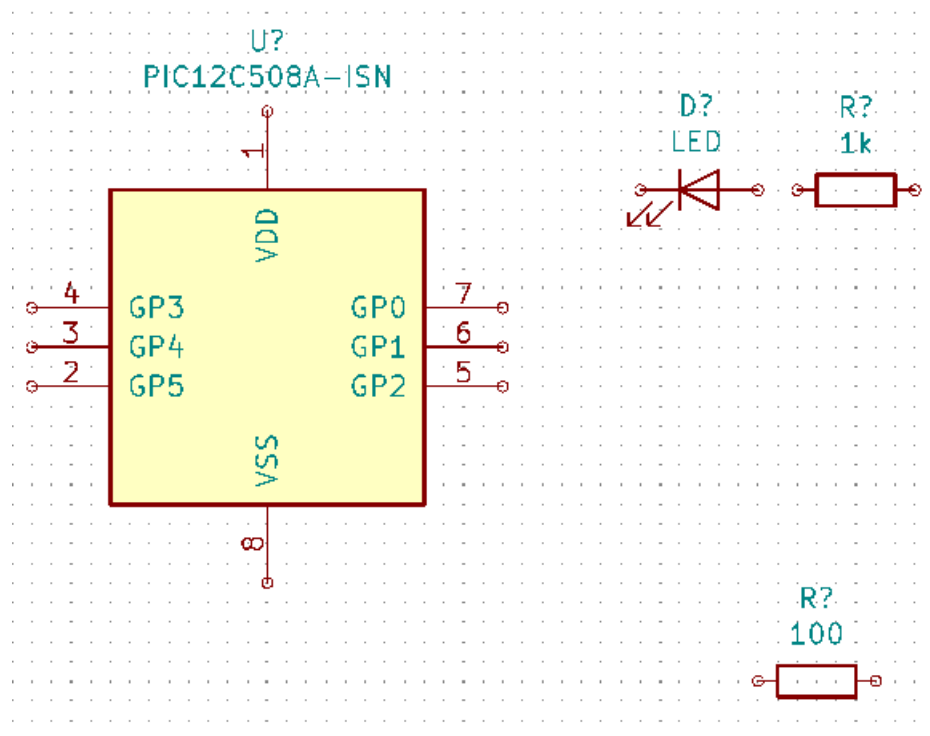 U?
PIC12C508A-ISN
D?
LED
R?
1k
1
VDD
4
GP3
GP0
7
3
GP4
GP1
6
2
GP5
GP2
5
VSS
8
R?
100